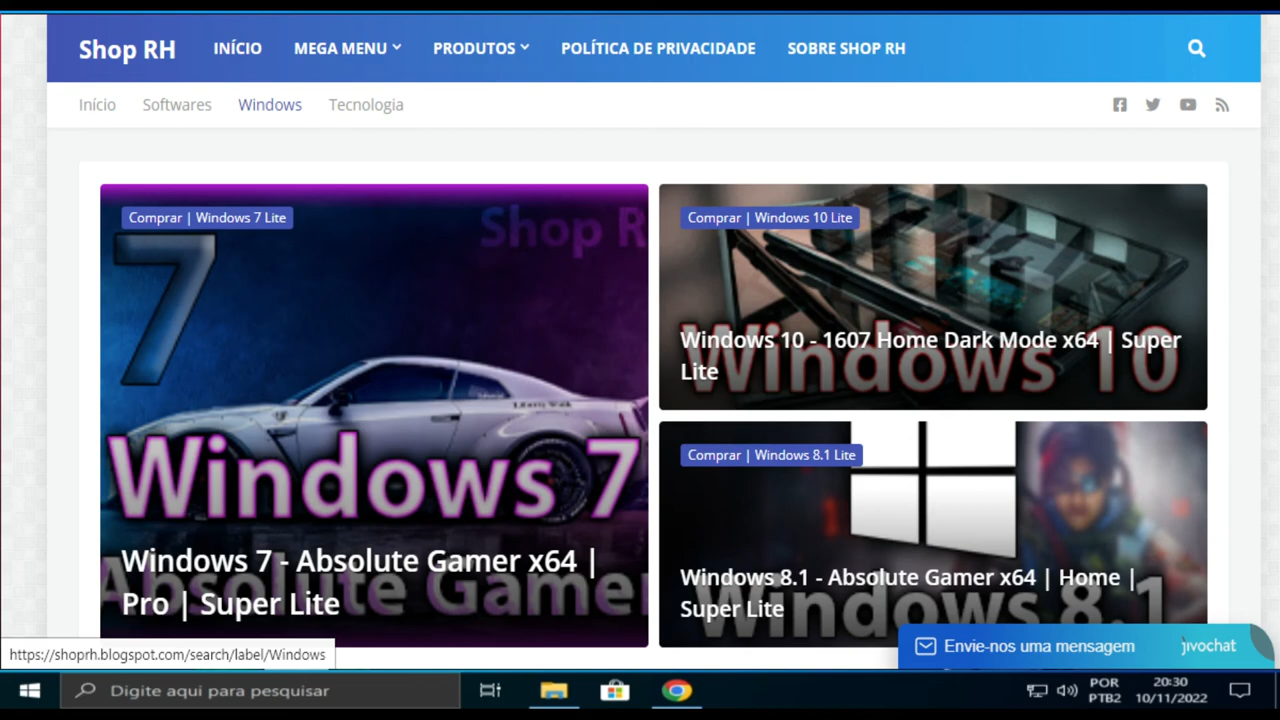 Shop RH
INÍCIO
MEGA MENU
PRODUTOS
POLÍTICA DE PRIVACIDADE
SOBRE SHOP RH
Início
Softwares
Windows
Tecnologia
Comprar | Windows 7 Lite
Shop R
7
Windows 7
Absolute Gamer
Windows 7 - Absolute Gamer x64 |
Pro | Super Lite
Comprar | Windows 10 Lite
Windows 10
Windows 10 - 1607 Home Dark Mode x64 | Super
Lite
Comprar | Windows 8.1 Lite
Windows 8.1 - Absolute Gamer x64 | Home |
Super Lite
Windows 8.1
https://shoprh.blogspot.com/search/label/Windows
Envie-nos uma mensagem
jivochat
Digite aqui para pesquisar
POR
PTB2
20:30
10/11/2022